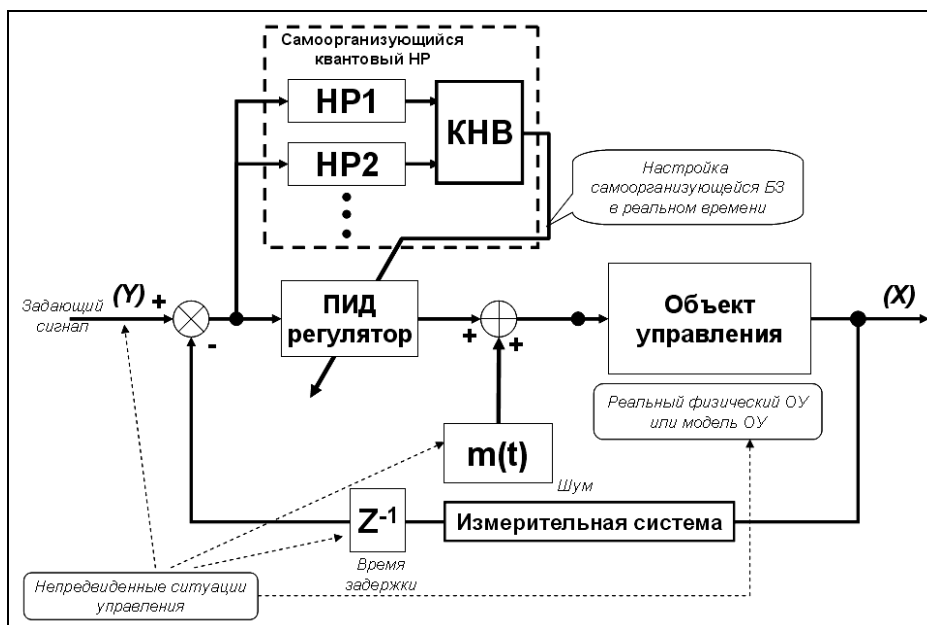 Самоорганизующийся
квантовый НР
НР1
КНВ
НР2
Настройка
самоорганизующейся БЗ
в реальном времени
Задающий
сигнал
(Y)
+
-
ПИД
регулятор
+
+
Объект
управления
(X)
Реальный физический ОУ
или модель ОУ
m(t)
Шум
Z-1
Измерительная система
Время
задержки
Непредвиденные ситуации
управления